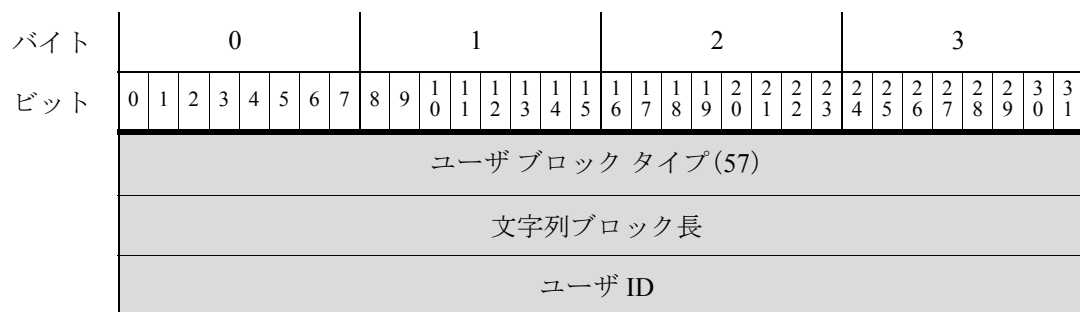 バイト 0 1 2 3
ビット 0 1 2 3 4 5 6 7 8 9 10 11 12 13 14 15 16 17 18 19 20 21 22 23 24 25 26 27 28 29 30 31
ユーザ ブロック タイプ(57)
文字列ブロック長
ユーザ ID